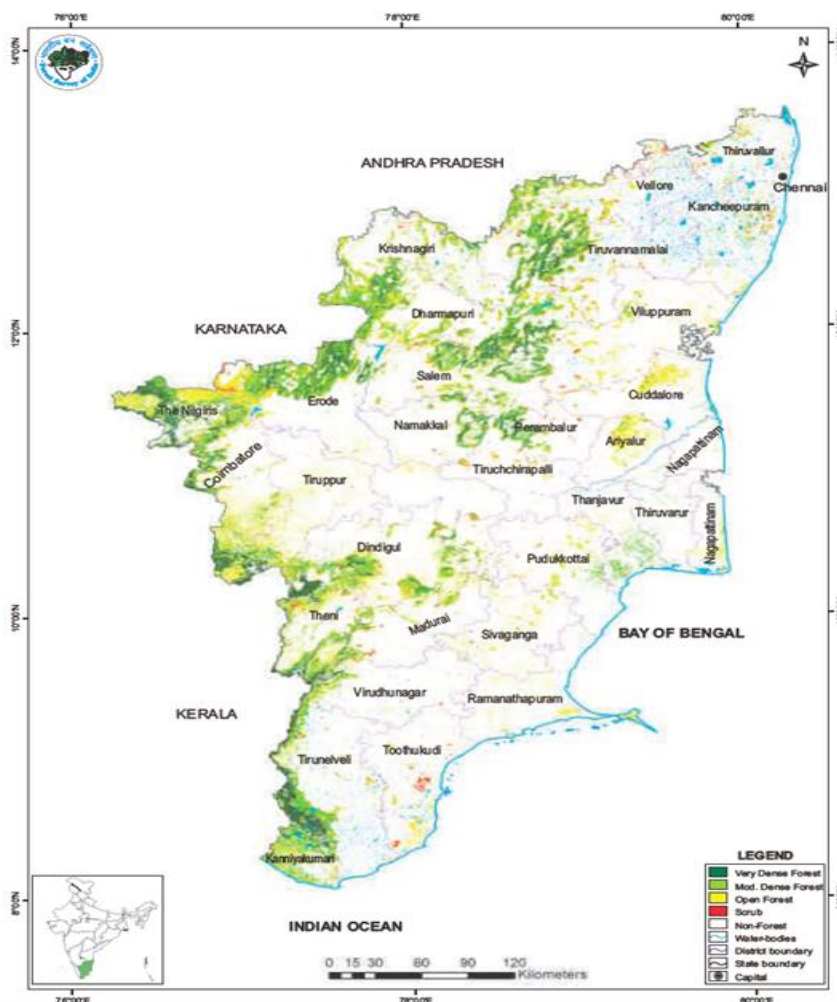 76°00'E 78°00'E 80°00'E
14°00'N
N
ANDHRA PRADESH
Thiruvallur
Chennai
Vellore
Kancheepuram
Krishnagiri
Tiruvannamalai
Dharmapuri
Viluppuram
KARNATAKA
12°00'N
Salem
The Nilgiris
Erode
Cuddalore
Namakkal
Perambalur
Ariyalur
Coimbatore
Nagapattinam
Tiruppur
Tiruchchirapalli
Thanjavur
Thiruvarur
Nagapattinam
Dindigul
Pudukkottai
10°00'N
Theni
Madurai
Sivaganga
BAY OF BENGAL
Virudhunagar
Ramanathapuram
KERALA
Tirunelveli
Toothukudi
Kanniyakumari
8°00'N
INDIAN OCEAN
LEGEND
Very Dense Forest
Mod. Dense Forest
Open Forest
Scrub
Non-Forest
Water-bodies
District boundary
State boundary
Capital
0 15 30 60 90 120
Kilometers
76°00'E 78°00'E 80°00'E